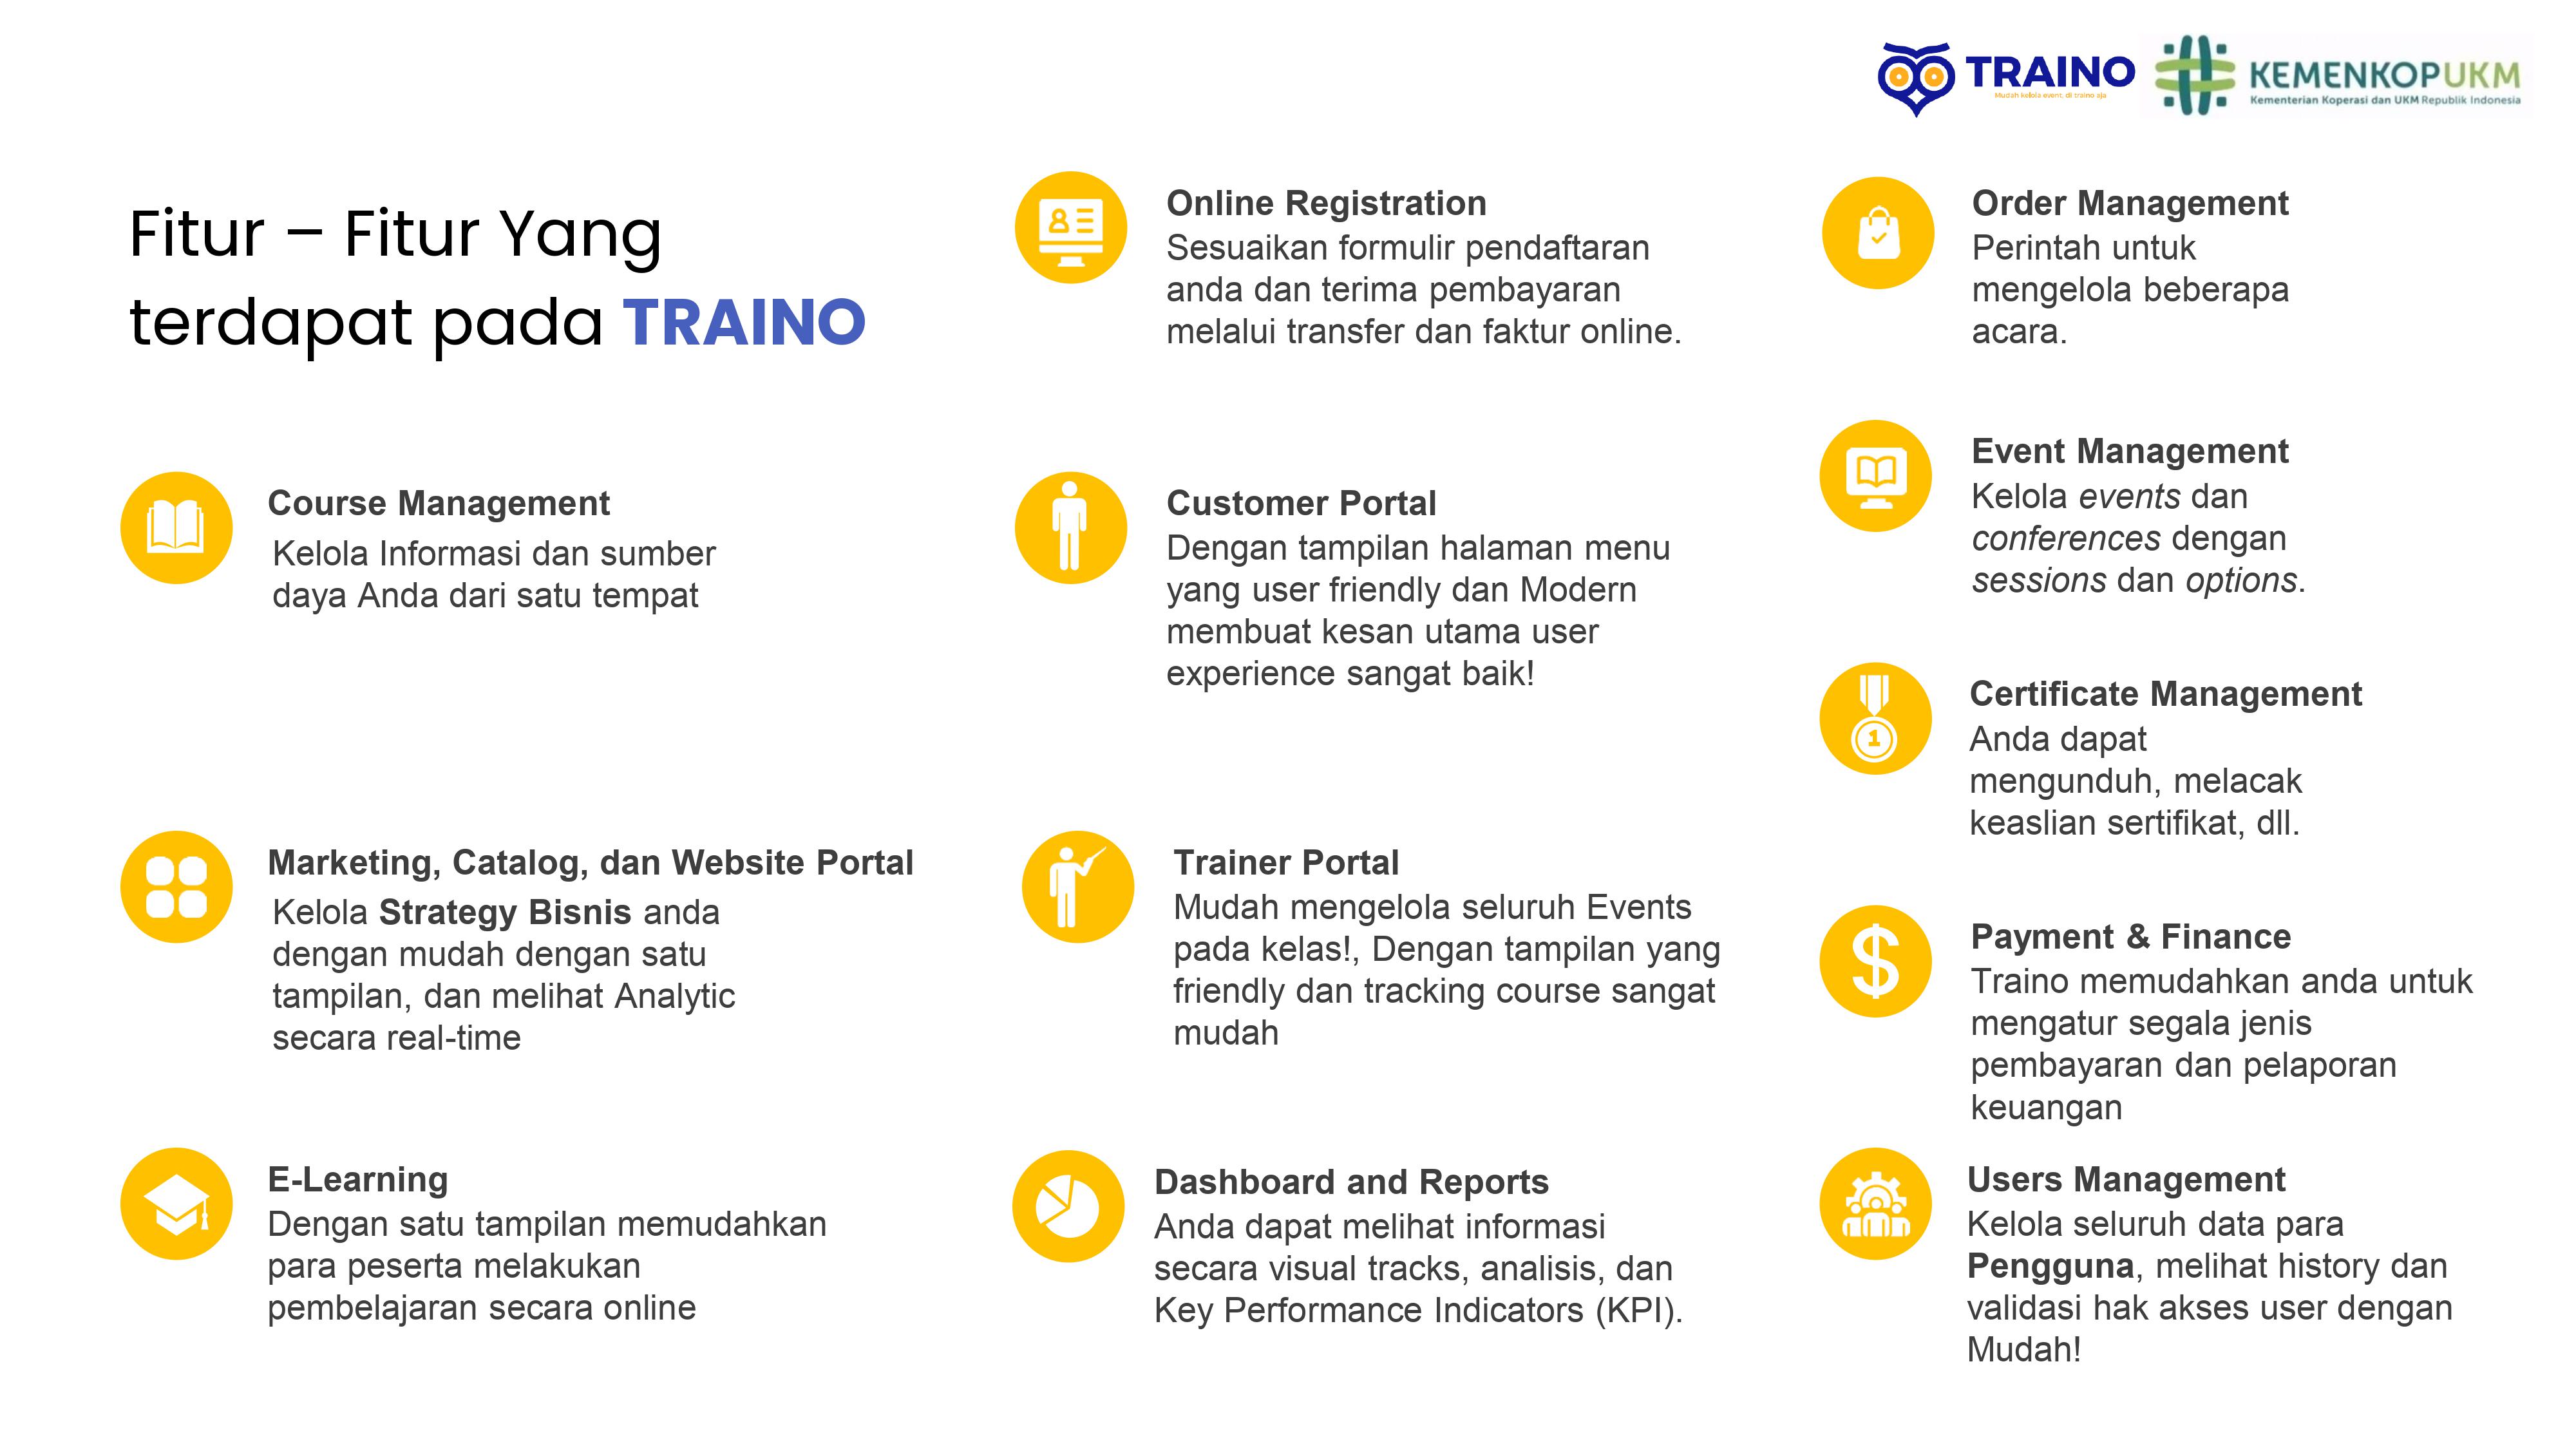 TRAINO
Mudah kelola event, di traino aja
KEMENKOPUKM
Kementerian Koperasi dan UKM Republik Indonesia
Fitur – Fitur Yang
terdapat pada TRAINO
Course Management
Kelola Informasi dan sumber
daya Anda dari satu tempat
Marketing, Catalog, dan Website Portal
Kelola Strategy Bisnis anda
dengan mudah dengan satu
tampilan, dan melihat Analytic
secara real-time
E-Learning
Dengan satu tampilan memudahkan
para peserta melakukan
pembelajaran secara online
Online Registration
Sesuaikan formulir pendaftaran
anda dan terima pembayaran
melalui transfer dan faktur online.
Customer Portal
Dengan tampilan halaman menu
yang user friendly dan Modern
membuat kesan utama user
experience sangat baik!
Trainer Portal
Mudah mengelola seluruh Events
pada kelas!, Dengan tampilan yang
friendly dan tracking course sangat
mudah
Dashboard and Reports
Anda dapat melihat informasi
secara visual tracks, analisis, dan
Key Performance Indicators (KPI).
Order Management
Perintah untuk
mengelola beberapa
acara.
Event Management
Kelola events dan
conferences dengan
sessions dan options.
1
Certificate Management
Anda dapat
mengunduh, melacak
keaslian sertifikat, dll.
$
Payment & Finance
Traino memudahkan anda untuk
mengatur segala jenis
pembayaran dan pelaporan
keuangan
Users Management
Kelola seluruh data para
Pengguna, melihat history dan
validasi hak akses user dengan
Mudah!